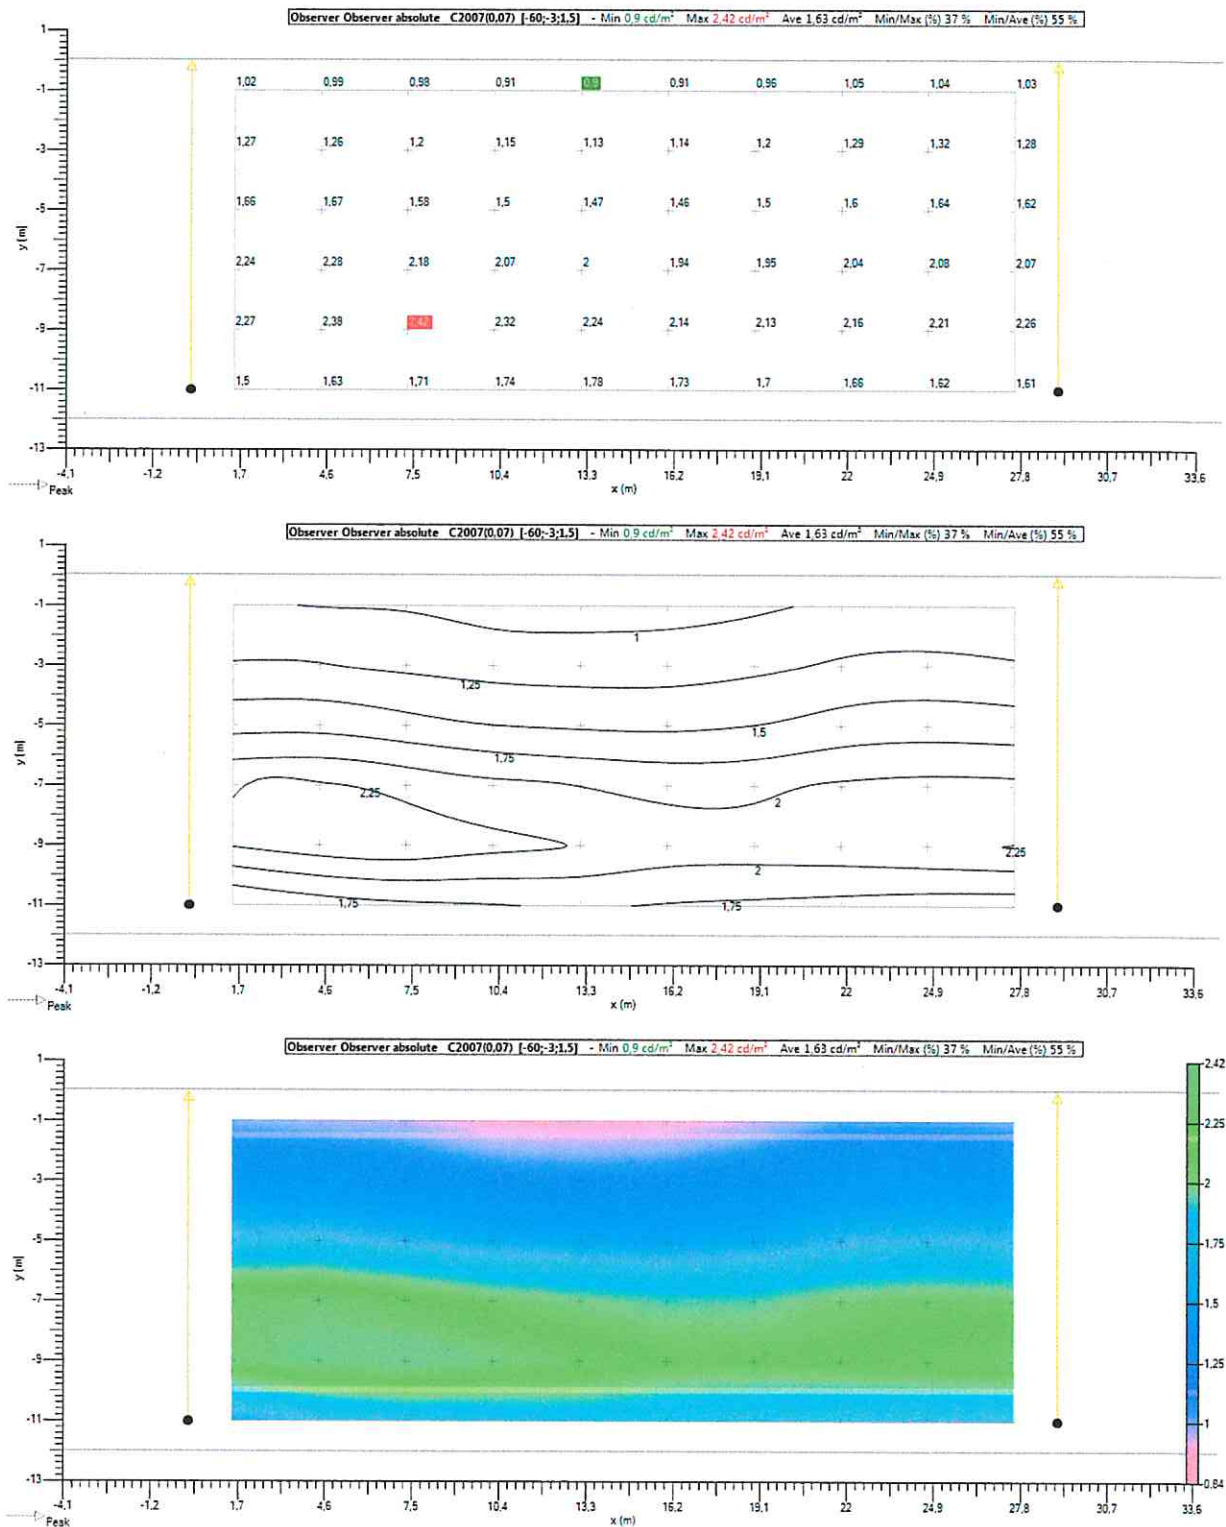 Observer Observer absolute C2007(0,07) [-60;-3;1,5] - Min 0,9 cd/m² Max 2,42 cd/m² Ave 1,63 cd/m² Min/Max (%) 37 % Min/Ave (%) 55 %
1
-1
-3
-5
-7
-9
-11
-13
y (m)
1,02 0,99 0,93 0,91 0,9 0,91 0,96 1,05 1,04 1,03
1,27 1,26 1,2 1,15 1,13 1,14 1,2 1,29 1,32 1,28
1,66 1,67 1,58 1,5 1,47 1,46 1,5 1,6 1,64 1,62
2,24 2,28 2,18 2,07 2 1,94 1,95 2,04 2,08 2,07
2,27 2,39 2,42 2,32 2,24 2,14 2,13 2,16 2,21 2,26
1,5 1,63 1,71 1,74 1,78 1,73 1,7 1,66 1,62 1,61
-4,1 -1,2 1,7 4,6 7,5 10,4 13,3 16,2 19,1 22 24,9 27,8 30,7 33,6
Peak
x (m)
Observer Observer absolute C2007(0,07) [-60;-3;1,5] - Min 0,9 cd/m² Max 2,42 cd/m² Ave 1,63 cd/m² Min/Max (%) 37 % Min/Ave (%) 55 %
1
-1
-3
-5
-7
-9
-11
-13
y (m)
1
1,25
1,5
1,75
2,25
2
2,25
2
1,75 1,75
-4,1 -1,2 1,7 4,6 7,5 10,4 13,3 16,2 19,1 22 24,9 27,8 30,7 33,6
Peak
x (m)
Observer Observer absolute C2007(0,07) [-60;-3;1,5] - Min 0,9 cd/m² Max 2,42 cd/m² Ave 1,63 cd/m² Min/Max (%) 37 % Min/Ave (%) 55 %
1
-1
-3
-5
-7
-9
-11
-13
y (m)
2,42
2,25
2
1,75
1,5
1,25
1
0,84
-4,1 -1,2 1,7 4,6 7,5 10,4 13,3 16,2 19,1 22 24,9 27,8 30,7 33,6
Peak
x (m)